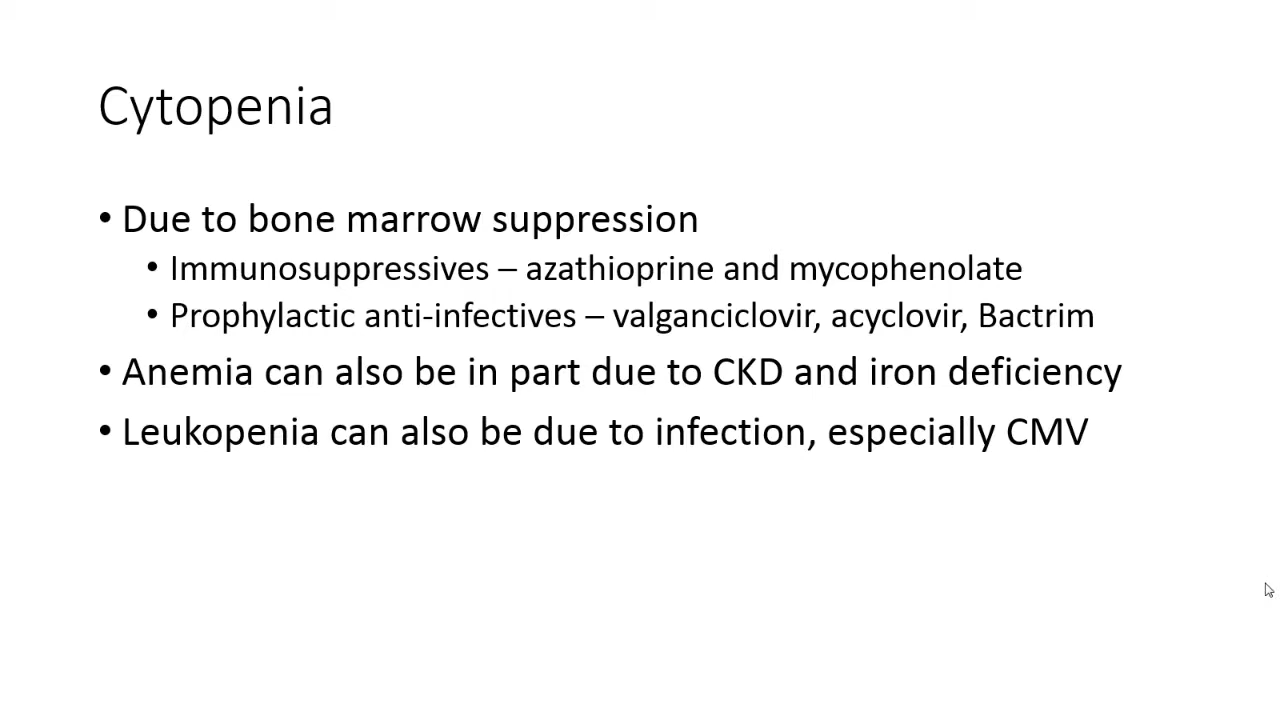 Cytopenia
• Due to bone marrow suppression
• Immunosuppressives – azathioprine and mycophenolate
• Prophylactic anti-infectives – valganciclovir, acyclovir, Bactrim
• Anemia can also be in part due to CKD and iron deficiency
• Leukopenia can also be due to infection, especially CMV